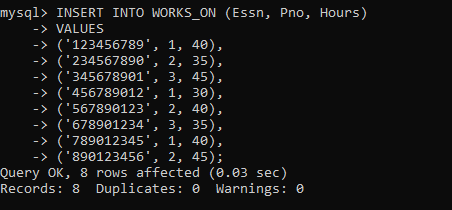 mysql> INSERT INTO WORKS_ON (Essn, Pno, Hours)
    -> VALUES
    -> ('123456789', 1, 40),
    -> ('234567890', 2, 35),
    -> ('345678901', 3, 45),
    -> ('456789012', 1, 30),
    -> ('567890123', 2, 40),
    -> ('678901234', 3, 35),
    -> ('789012345', 1, 40),
    -> ('890123456', 2, 45);
Query OK, 8 rows affected (0.03 sec)
Records: 8  Duplicates: 0  Warnings: 0